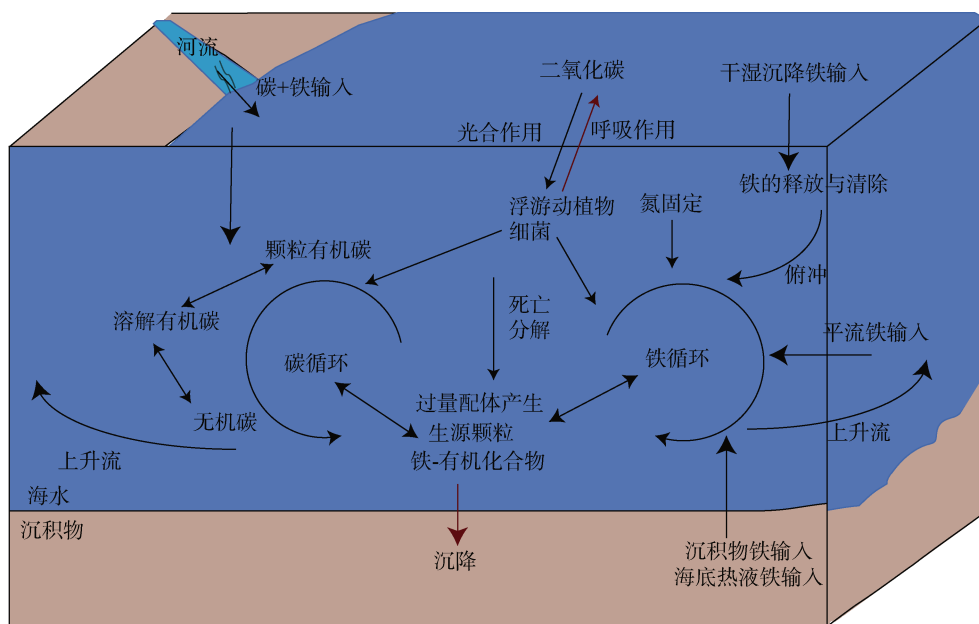 河流
碳+铁输入
二氧化碳
干湿沉降铁输入
光合作用
呼吸作用
铁的释放与清除
浮游动植物
细菌
氮固定
颗粒有机碳
俯冲
溶解有机碳
死亡
分解
平流铁输入
碳循环
铁循环
无机碳
过量配体产生
生源颗粒
铁-有机化合物
上升流
上升流
海水
沉积物
沉降
沉积物铁输入
海底热液铁输入